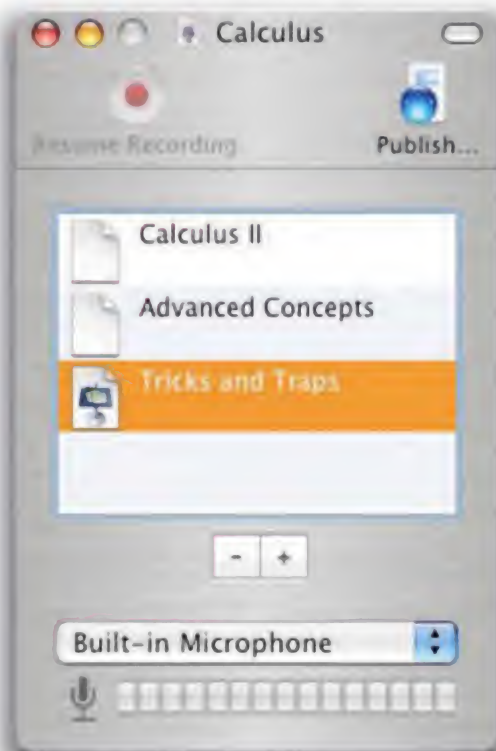 Calculus
Resume Recording
Publish...
Calculus II
Advanced Concepts
Tricks and Traps
- +
Built-in Microphone